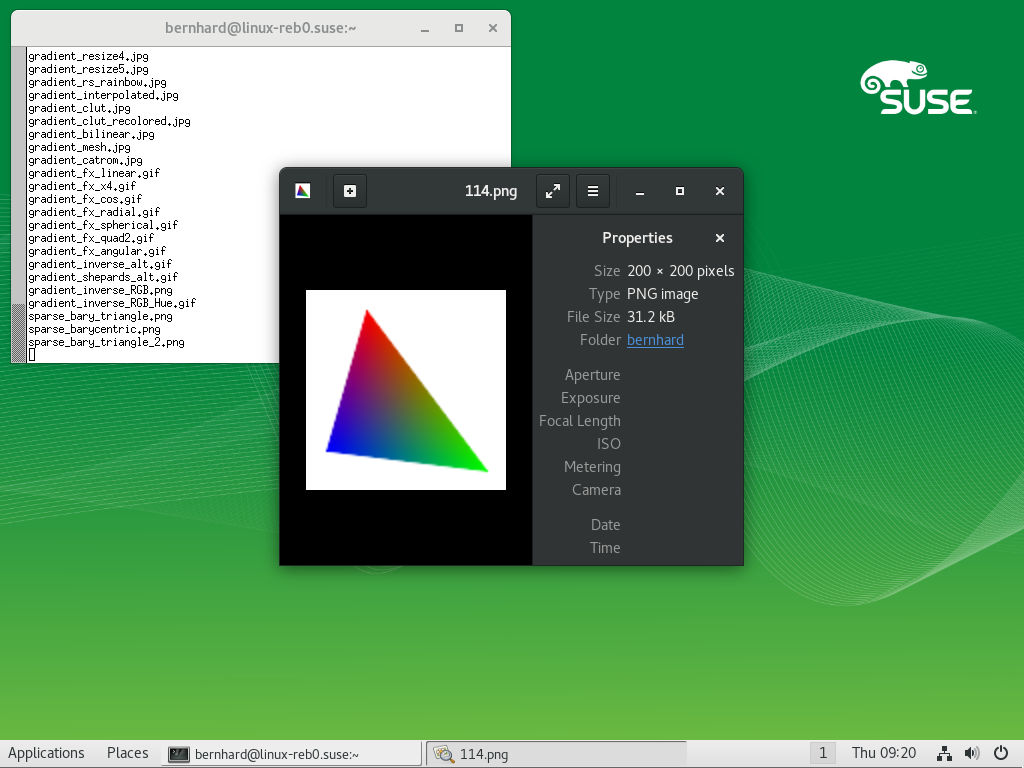 bernhard@linux-reb0.suse:~
gradient_resize4.jpg
gradient_resize5.jpg
gradient_rs_rainbow.jpg
gradient_interpolated.jpg
gradient_clut.jpg
gradient_clut_recolored.jpg
gradient_bilinear.jpg
gradient_mesh.jpg
gradient_catrom.jpg
gradient_fx_linear.gif
gradient_fx_x4.gif
gradient_fx_cos.gif
gradient_fx_radial.gif
gradient_fx_spherical.gif
gradient_fx_quad2.gif
gradient_fx_angular.gif
gradient_inverse_alt.gif
gradient_shepards_alt.gif
gradient_inverse_RGB.png
gradient_inverse_RGB_Hue.gif
sparse_bary_triangle.png
sparse_barycentric.png
sparse_bary_triangle_2.png
SUSE
114.png
Properties
Size 200 × 200 pixels
Type PNG image
File Size 31.2 kB
Folder bernhard
Aperture
Exposure
Focal Length
ISO
Metering
Camera
Date
Time
Applications Places bernhard@linux-reb0.suse:~ 114.png 1 Thu 09:20